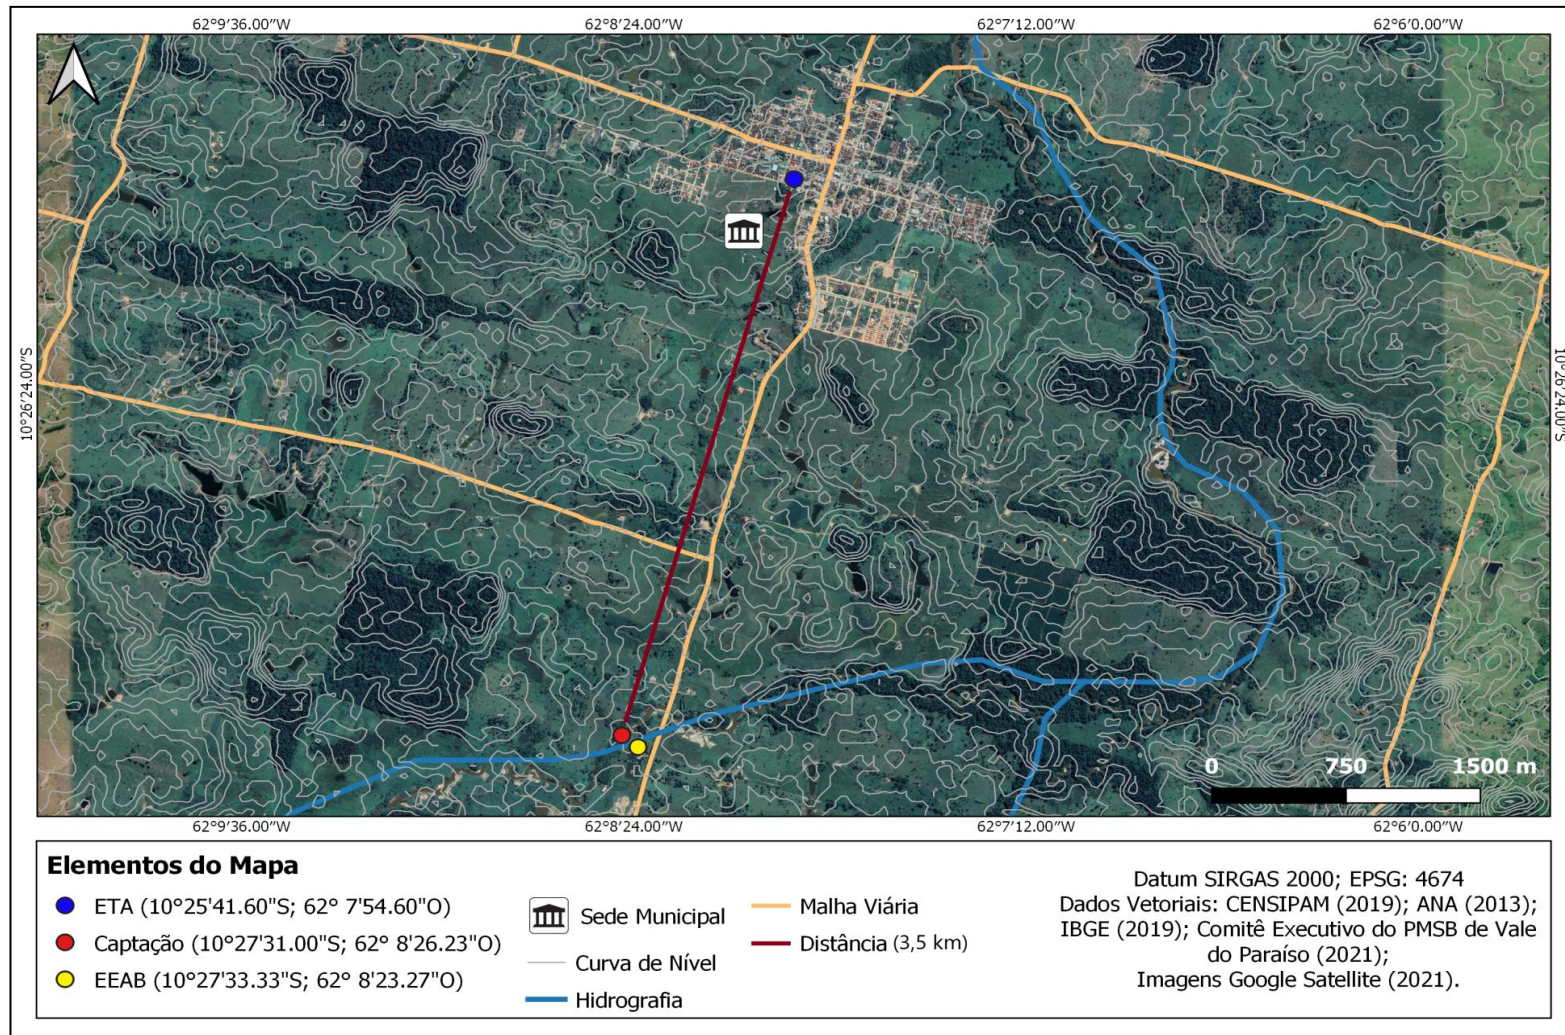 62°9′36.00″W 62°8′24.00″W 62°7′12.00″W 62°6′0.00″W
10°26′24.00″S
10°26′24.00″S
0 750 1500 m
62°9′36.00″W 62°8′24.00″W 62°7′12.00″W 62°6′0.00″W
Elementos do Mapa
ETA (10°25'41.60"S; 62° 7'54.60"O)
Captação (10°27'31.00"S; 62° 8'26.23"O)
EEAB (10°27'33.33"S; 62° 8'23.27"O)
Sede Municipal
Curva de Nível
Hidrografia
Malha Viária
Distância (3,5 km)
Datum SIRGAS 2000; EPSG: 4674
Dados Vetoriais: CENSIPAM (2019); ANA (2013);
IBGE (2019); Comitê Executivo do PMSB de Vale
do Paraíso (2021);
Imagens Google Satellite (2021).